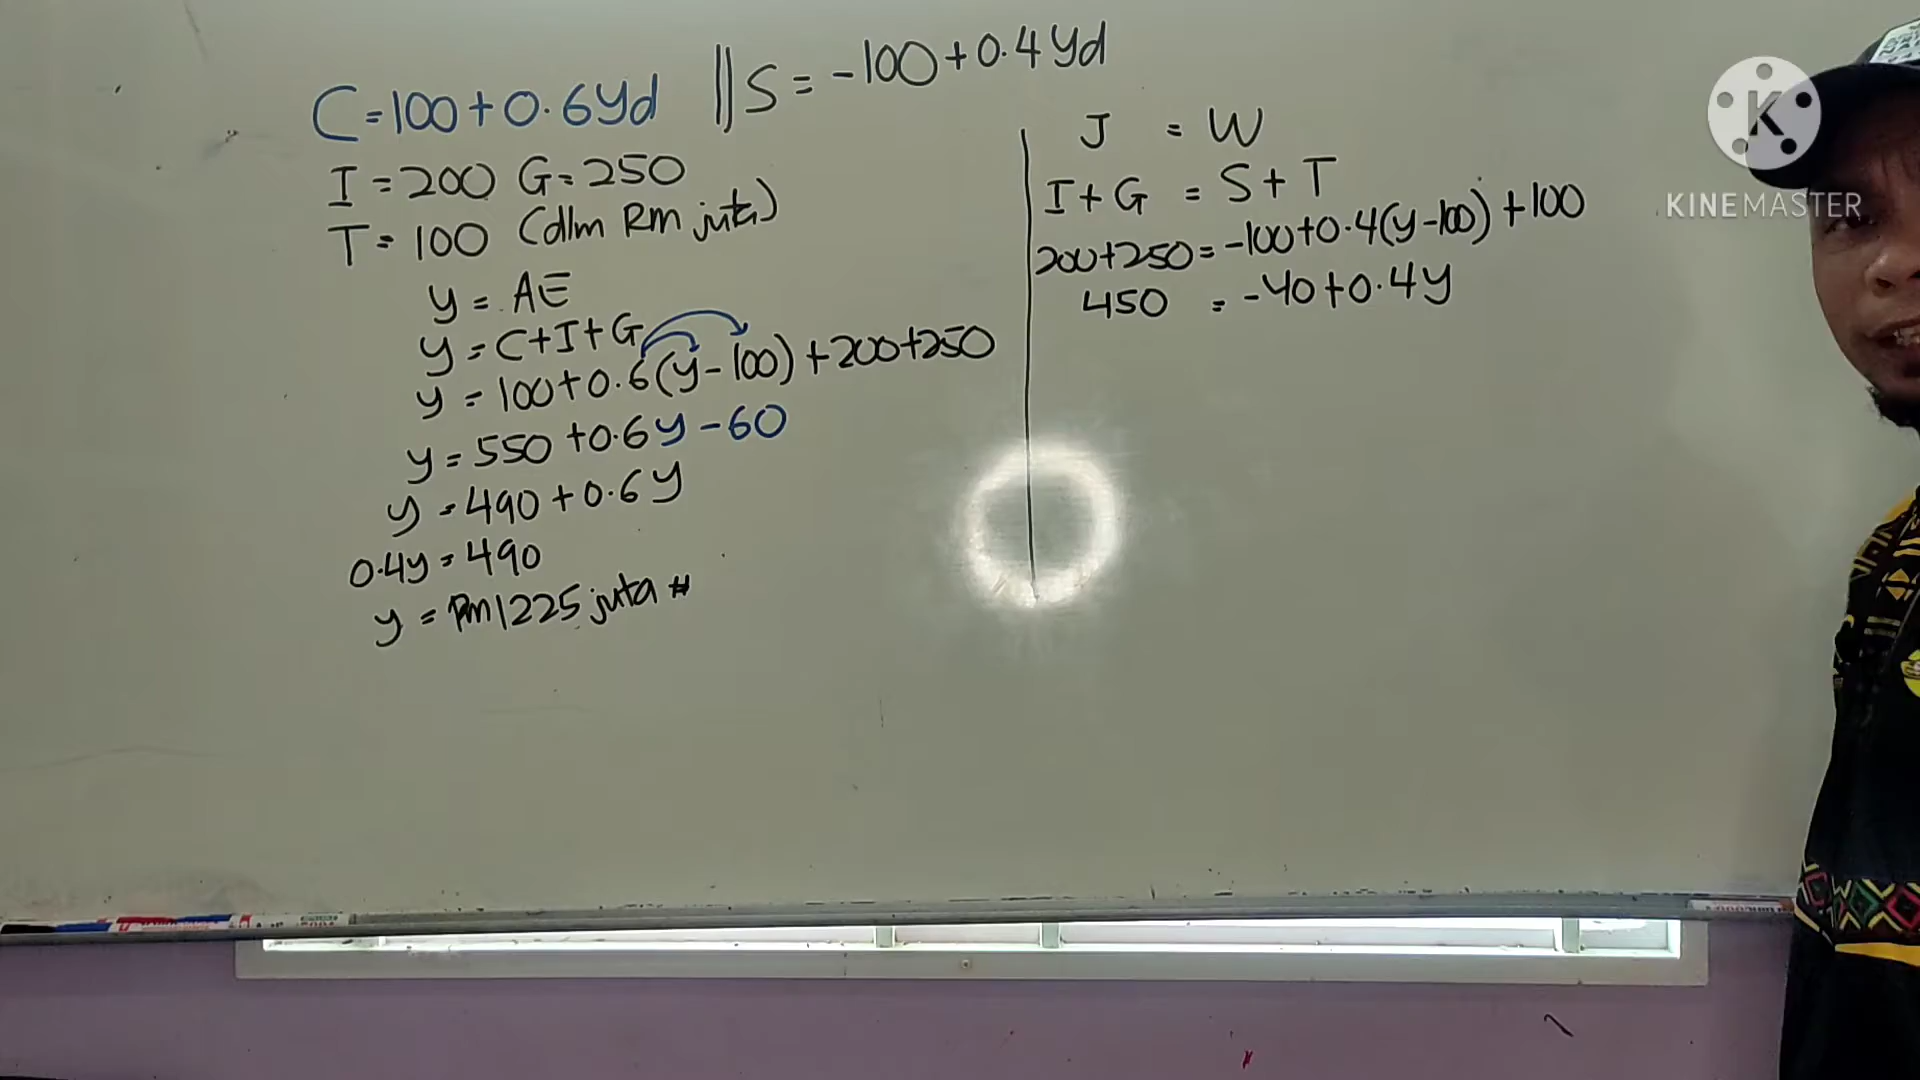 C=100+0.6Yd || S=-100+0.4Yd
I=200 G=250
T=100 (dlm Rm juta)
y = AE
y = C+I+G
y = 100+0.6(y-100)+200+250
y = 550+0.6y-60
y = 490+0.6y
0.4y = 490
y = Rm1225 juta #
J = W
I+G = S+T
200+250 = -100+0.4(y-100)+100
450 = -40+0.4y
K
KINEMASTER